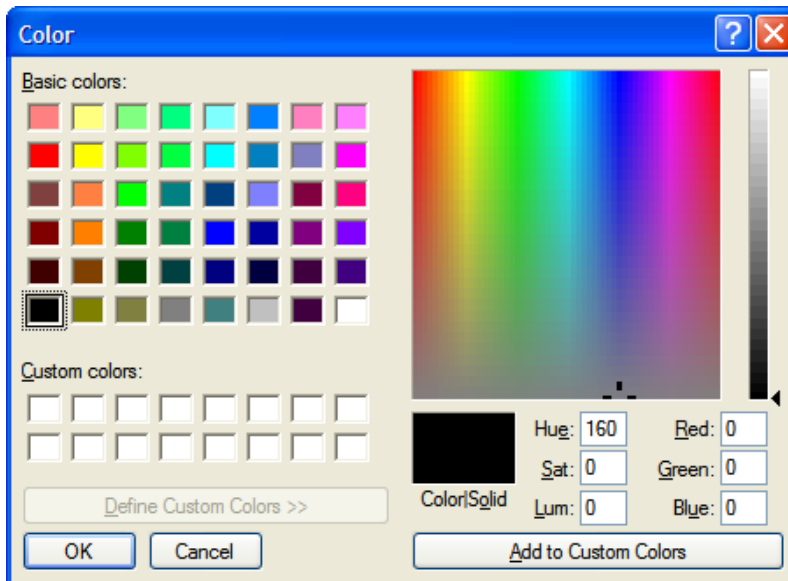 Color
Basic colors:
Custom colors:
Define Custom Colors >>
OK Cancel
Color|Solid
Hue: 160 Red: 0
Sat: 0 Green: 0
Lum: 0 Blue: 0
Add to Custom Colors